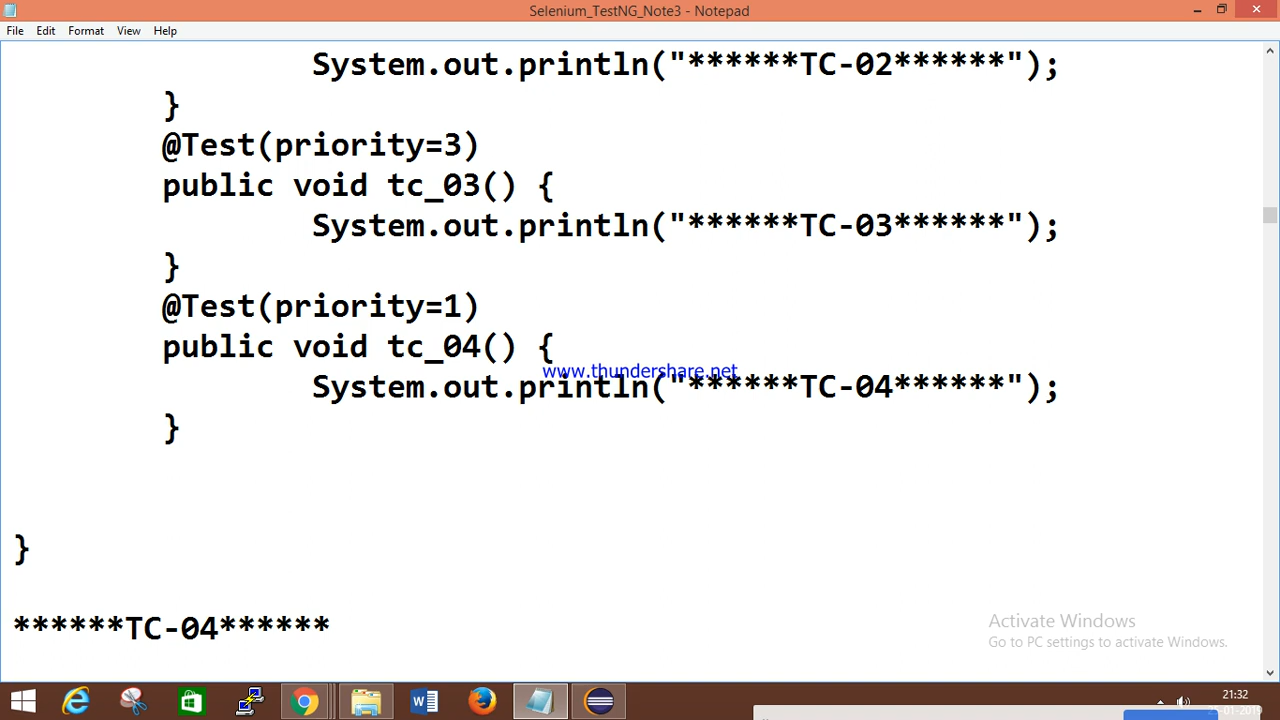 Selenium_TestNG_Note3 - Notepad
File Edit Format View Help
System.out.println("******TC-02******");
}
@Test(priority=3)
public void tc_03() {
System.out.println("******TC-03******");
}
@Test(priority=1)
public void tc_04() {
www.thundershare.net
System.out.println("******TC-04******");
}
}
******TC-04******
Activate Windows
Go to PC settings to activate Windows.
21:32